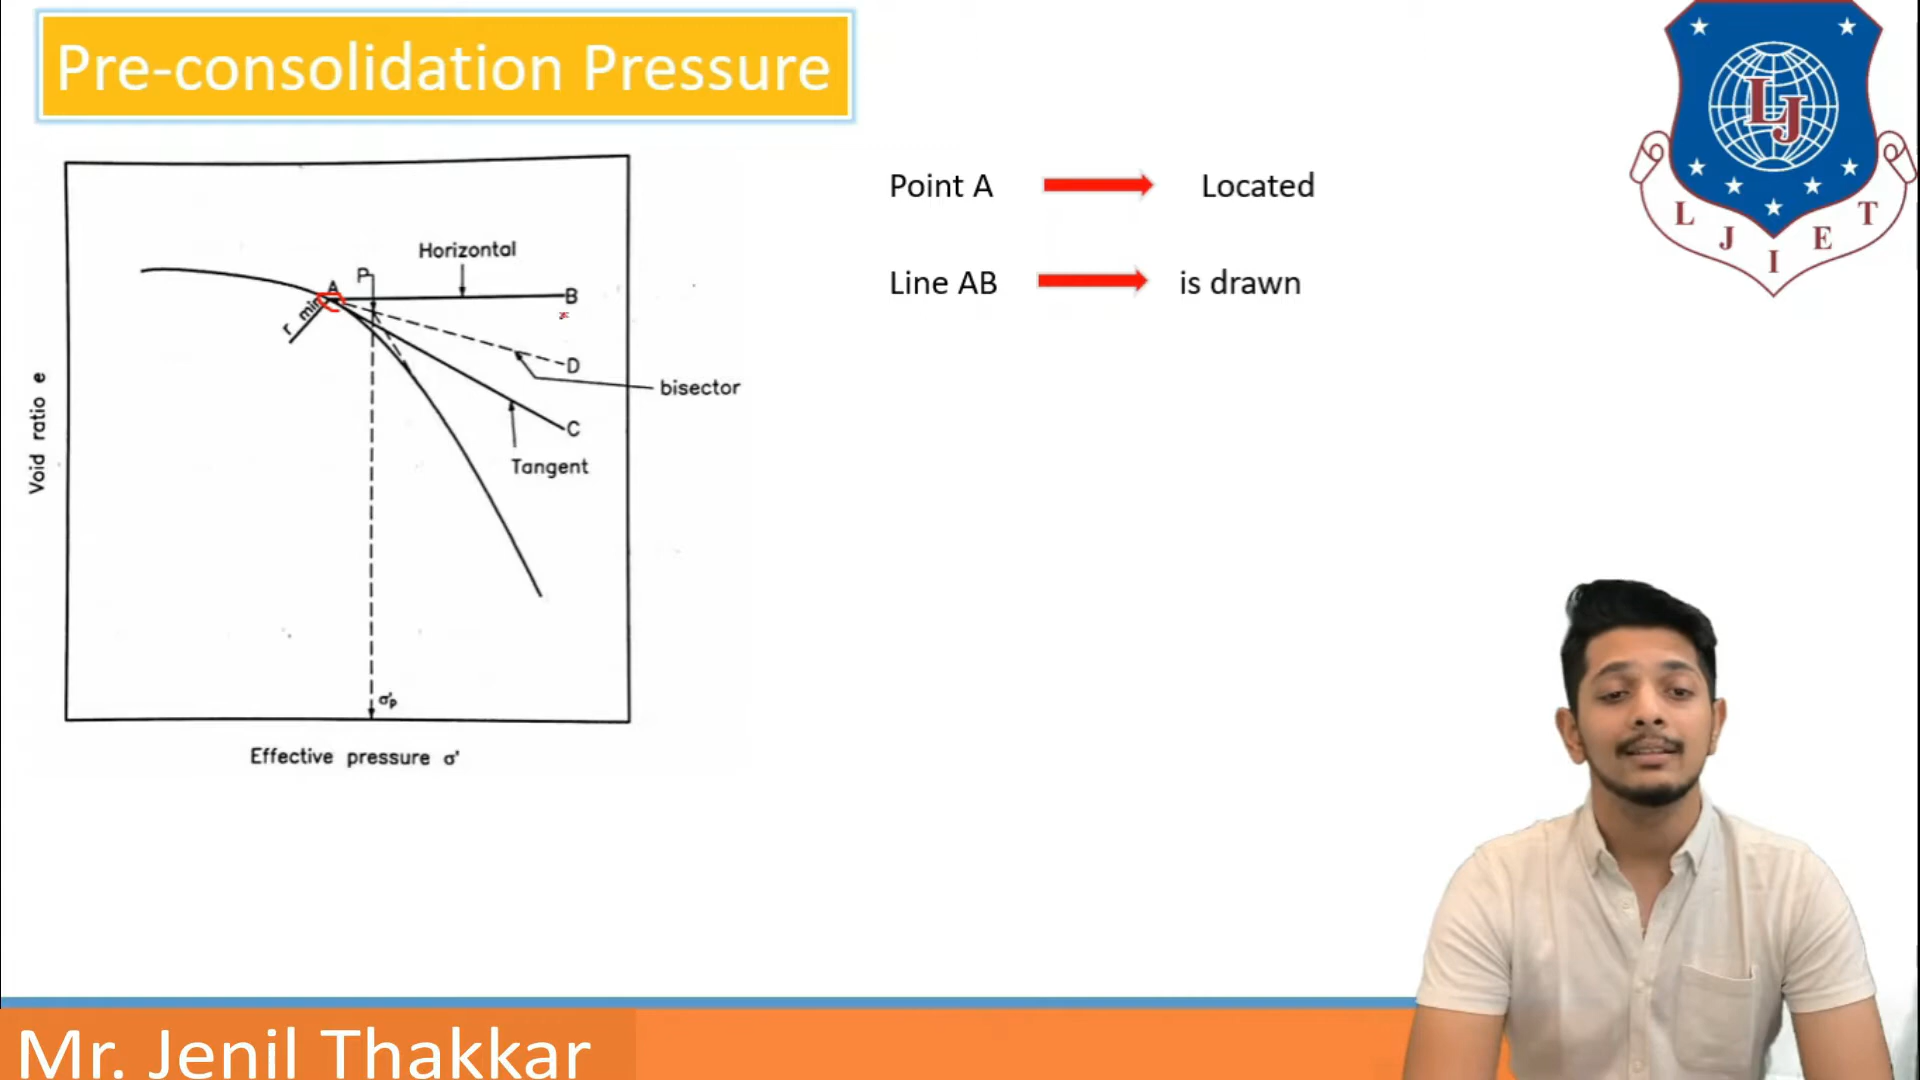 Pre-consolidation Pressure
Point A Located
Line AB is drawn
Horizontal
P
A
B
r min
D
bisector
C
Tangent
Void ratio e
σ'p
Effective pressure σ'
LJ
L J I E T
Mr. Jenil Thakkar